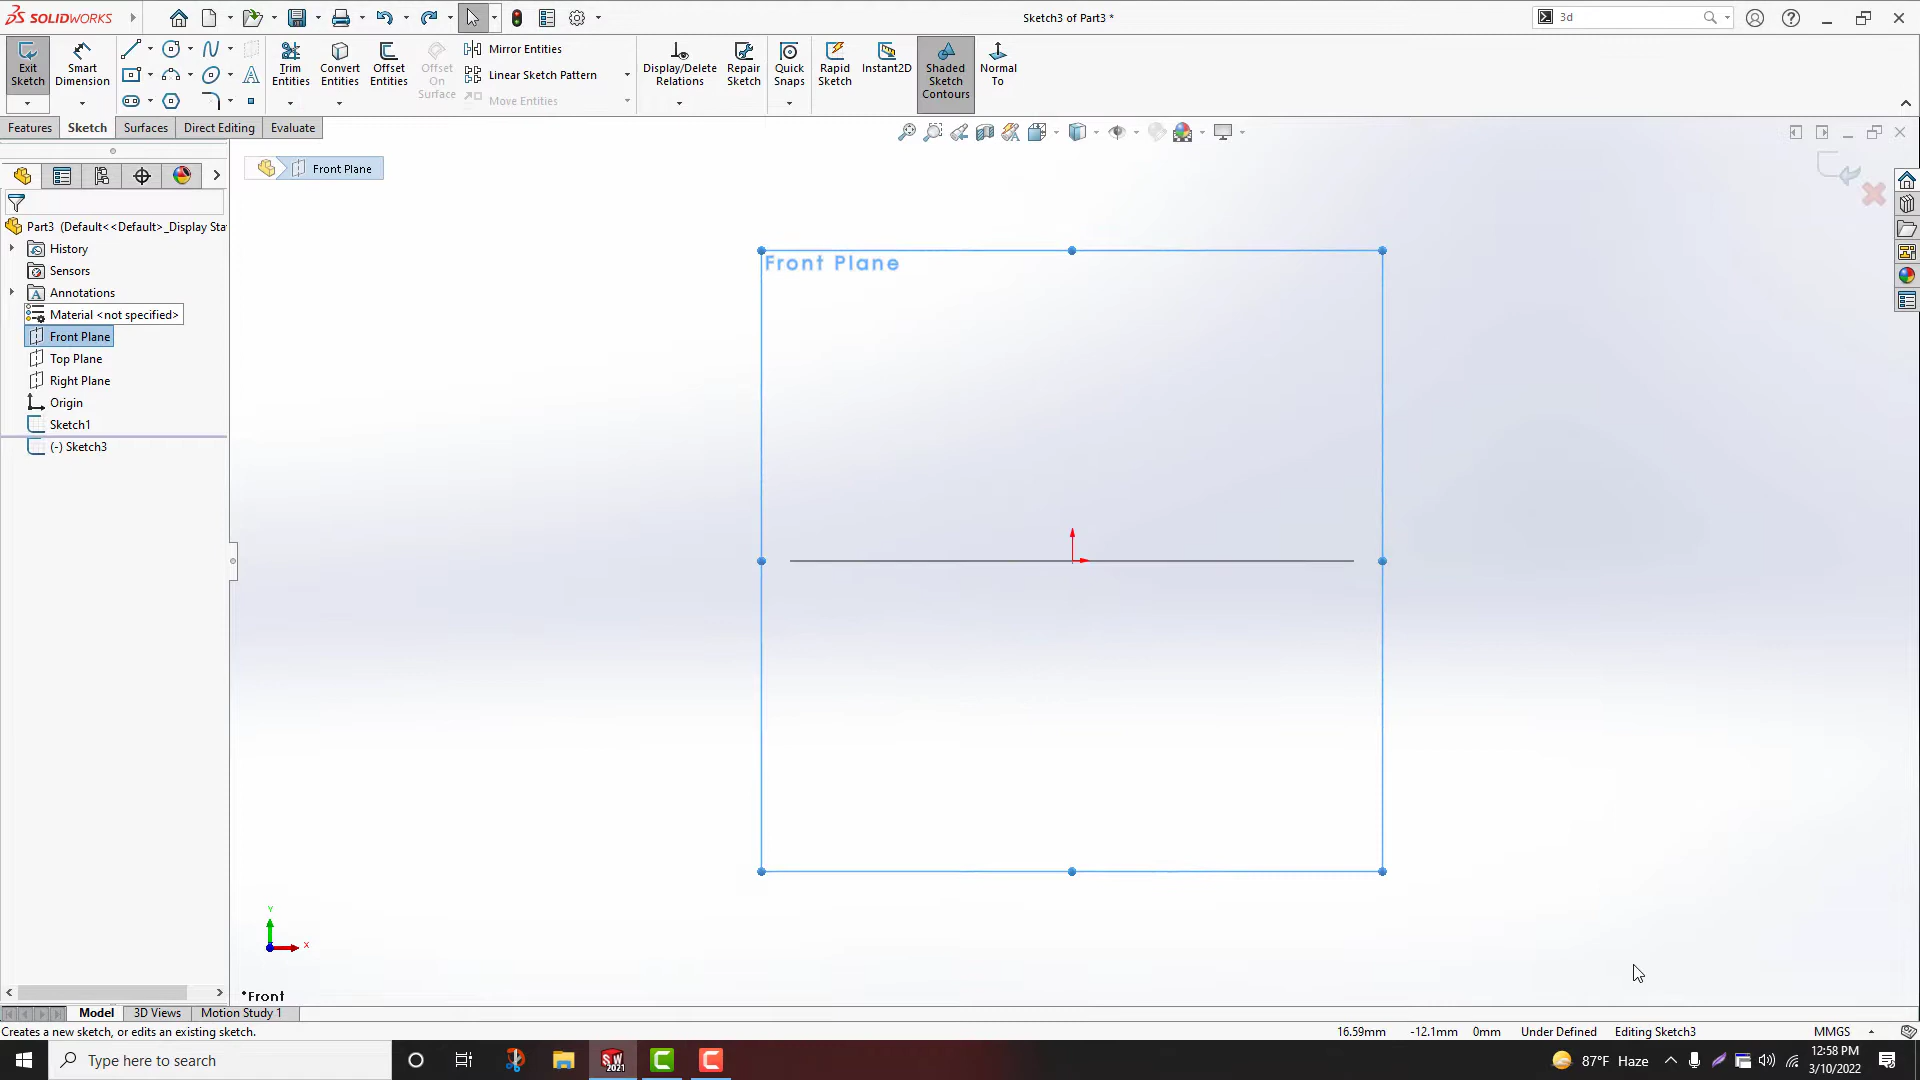 SOLIDWORKS
Sketch3 of Part3 *
3d
Exit Sketch
Smart Dimension
Trim Entities
Convert Entities
Offset Entities
Offset On Surface
Mirror Entities
Linear Sketch Pattern
Move Entities
Display/Delete Relations
Repair Sketch
Quick Snaps
Rapid Sketch
Instant2D
Shaded Sketch Contours
Normal To
Features
Sketch
Surfaces
Direct Editing
Evaluate
Front Plane
Part3 (Default<<Default>_Display Sta
History
Sensors
Annotations
Material <not specified>
Front Plane
Top Plane
Right Plane
Origin
Sketch1
(-) Sketch3
Front Plane
Y
X
*Front
Model
3D Views
Motion Study 1
Creates a new sketch, or edits an existing sketch.
16.59mm
-12.1mm
0mm
Under Defined
Editing Sketch3
MMGS
Type here to search
SW
2021
87°F Haze
12:58 PM
3/10/2022